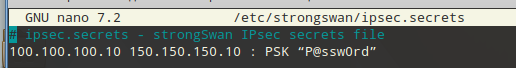 GNU nano 7.2 /etc/strongswan/ipsec.secrets
# ipsec.secrets - strongSwan IPsec secrets file
100.100.100.10 150.150.150.10 : PSK “P@ssw0rd”